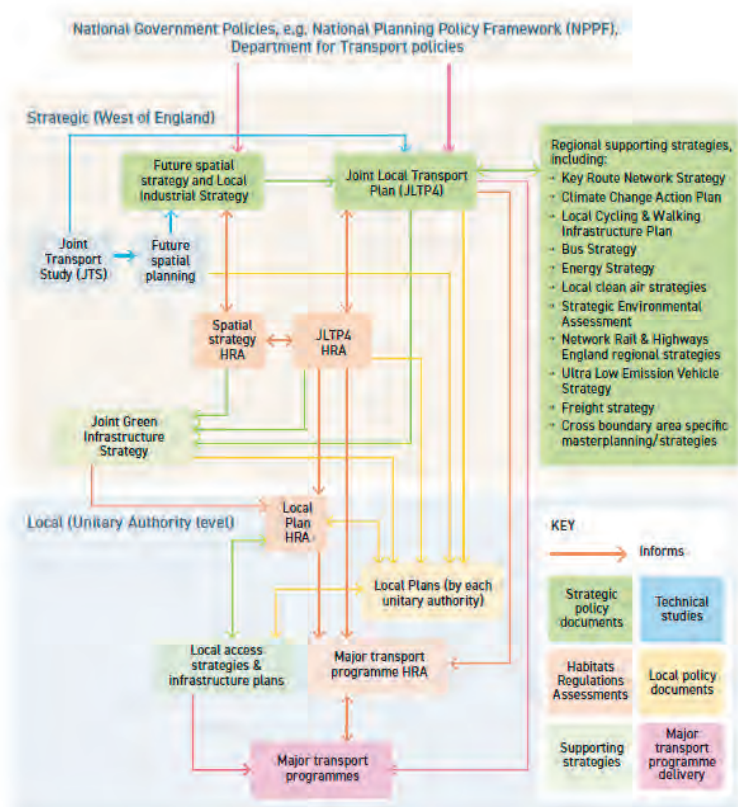 National Government Policies, e.g. National Planning Policy Framework (NPPF),
Department for Transport policies
Strategic (West of England)
Future spatial
strategy and Local
Industrial Strategy
Joint Local Transport
Plan (JLTP4)
Regional supporting strategies,
including:
· Key Route Network Strategy
· Climate Change Action Plan
· Local Cycling & Walking
Infrastructure Plan
· Bus Strategy
· Energy Strategy
· Local clean air strategies
· Strategic Environmental
Assessment
· Network Rail & Highways
England regional strategies
· Ultra Low Emission Vehicle
Strategy
· Freight strategy
· Cross boundary area specific
masterplanning/strategies
Joint
Transport
Study (JTS)
Future
spatial
planning
Spatial
strategy
HRA
JLTP4
HRA
Joint Green
Infrastructure
Strategy
Local (Unitary Authority level)
Local
Plan
HRA
Local Plans (by each
unitary authority)
Local access
strategies &
infrastructure plans
Major transport
programme HRA
Major transport
programmes
KEY
Informs
Strategic
policy
documents
Technical
studies
Habitats
Regulations
Assessments
Local policy
documents
Supporting
strategies
Major
transport
programme
delivery